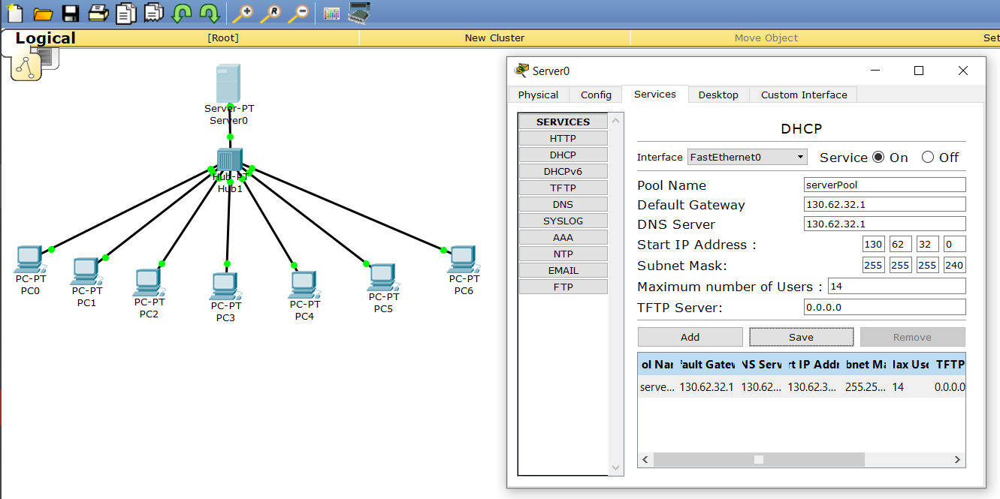 Logical
[Root]
New Cluster
Move Object
Set
Server-PT
Server0
Hub-PT
Hub1
PC-PT
PC0
PC-PT
PC1
PC-PT
PC2
PC-PT
PC3
PC-PT
PC4
PC-PT
PC5
PC-PT
PC6
Server0
Physical
Config
Services
Desktop
Custom Interface
SERVICES
HTTP
DHCP
DHCPv6
TFTP
DNS
SYSLOG
AAA
NTP
EMAIL
FTP
DHCP
Interface FastEthernet0 Service On Off
Pool Name serverPool
Default Gateway 130.62.32.1
DNS Server 130.62.32.1
Start IP Address : 130 62 32 0
Subnet Mask: 255 255 255 240
Maximum number of Users : 14
TFTP Server: 0.0.0.0
Add Save Remove
ol Nar fault Gatew NS Serv rt IP Addr bnet Ma lax Use TFTP
serve... 130.62.32.1 130.62... 130.62.3... 255.25... 14 0.0.0.0